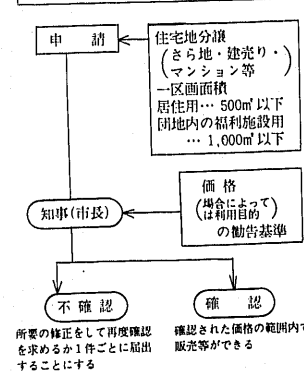 申請
住宅地分譲
(さら地・建売り・
マンション等)
一区画面積
居住用… 500㎡以下
団地内の福利施設用
… 1,000㎡以下
価格
(場合によって
は利用目的)
の勧告基準
知事(市長)
不確認
確認
所要の修正をして再度確認
を求めるか1件ごとに届出
することにする
確認された価格の範囲内で
販売等ができる